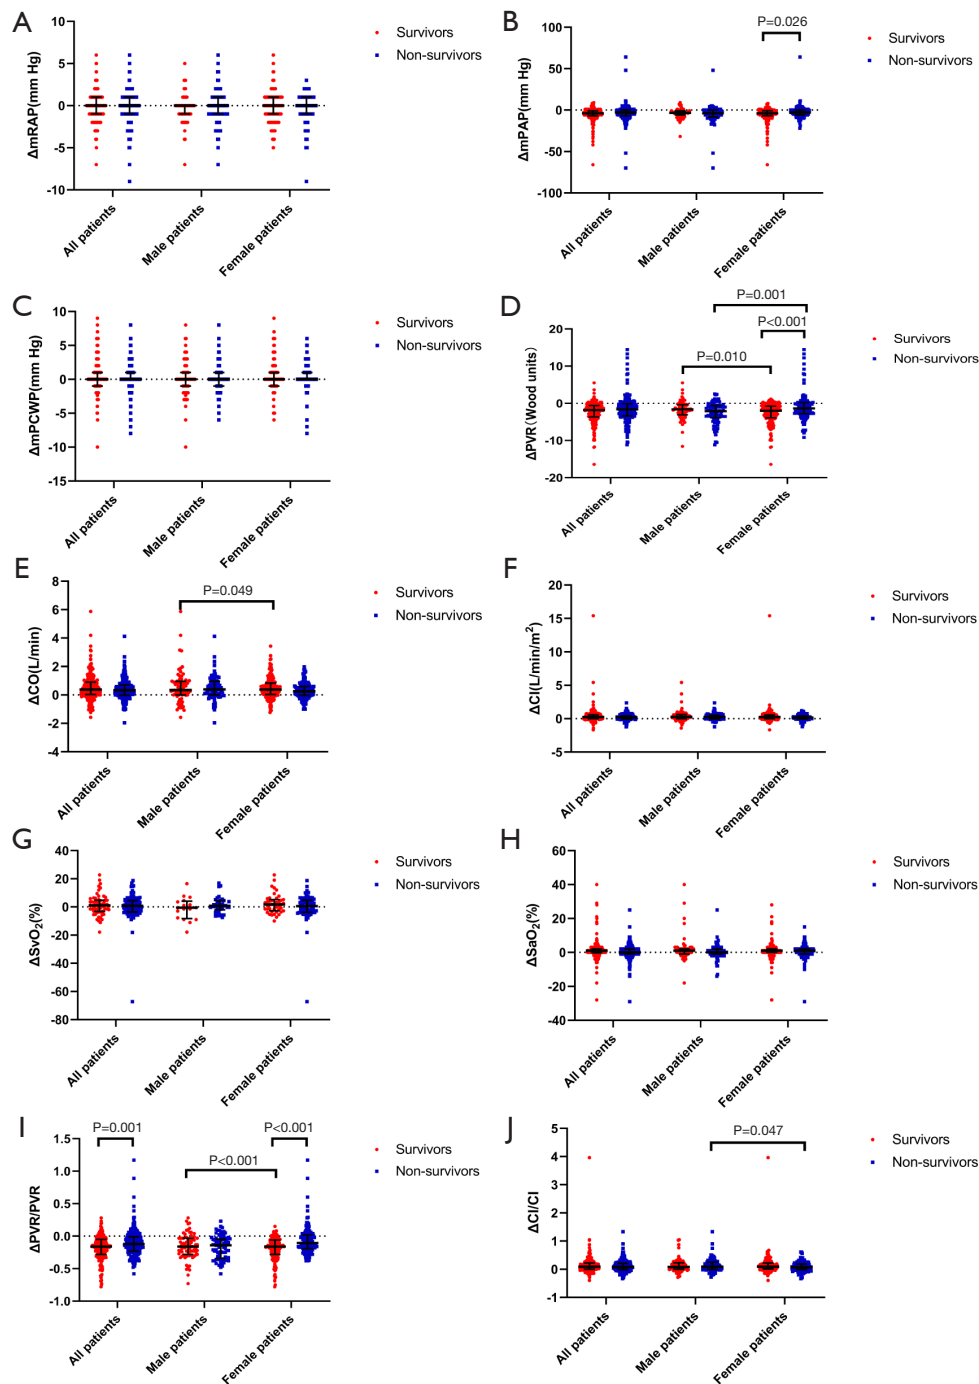 A
ΔmRAP(mm Hg)
10
5
0
-5
-10
All patients
Male patients
Female patients
Survivors
Non-survivors
B
ΔmPAP(mm Hg)
100
50
0
-50
-100
P=0.026
All patients
Male patients
Female patients
Survivors
Non-survivors
C
ΔmPCWP(mm Hg)
10
5
0
-5
-10
-15
All patients
Male patients
Female patients
Survivors
Non-survivors
D
ΔPVR(Wood units)
20
10
0
-10
-20
P=0.001
P<0.001
P=0.010
All patients
Male patients
Female patients
Survivors
Non-survivors
E
ΔCO(L/min)
8
6
4
2
0
-2
-4
P=0.049
All patients
Male patients
Female patients
Survivors
Non-survivors
F
ΔCI(L/min/m²)
20
15
10
5
0
-5
All patients
Male patients
Female patients
Survivors
Non-survivors
G
ΔSvO₂(%)
40
20
0
-20
-40
-60
-80
All patients
Male patients
Female patients
Survivors
Non-survivors
H
ΔSaO₂(%)
60
40
20
0
-20
-40
All patients
Male patients
Female patients
Survivors
Non-survivors
I
ΔPVR/PVR
1.5
1.0
0.5
0.0
-0.5
-1.0
P=0.001
P<0.001
P<0.001
All patients
Male patients
Female patients
Survivors
Non-survivors
J
ΔCI/CI
5
4
3
2
1
0
-1
P=0.047
All patients
Male patients
Female patients
Survivors
Non-survivors